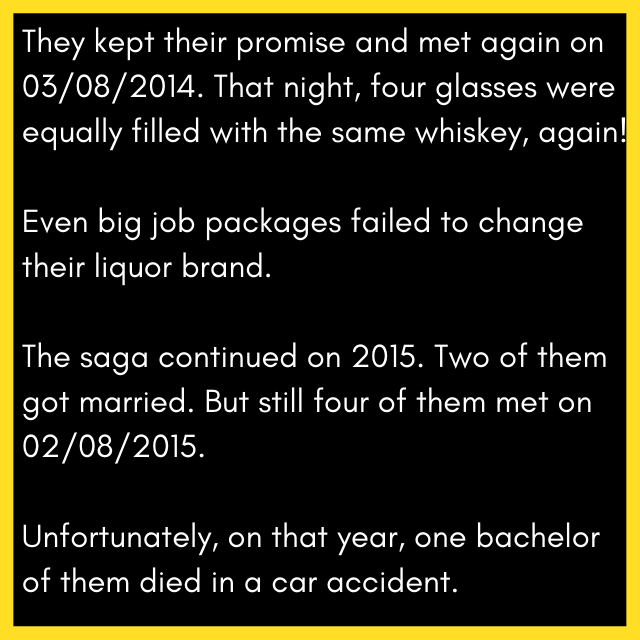 They kept their promise and met again on
03/08/2014. That night, four glasses were
equally filled with the same whiskey, again!
Even big job packages failed to change
their liquor brand.
The saga continued on 2015. Two of them
got married. But still four of them met on
02/08/2015.
Unfortunately, on that year, one bachelor
of them died in a car accident.